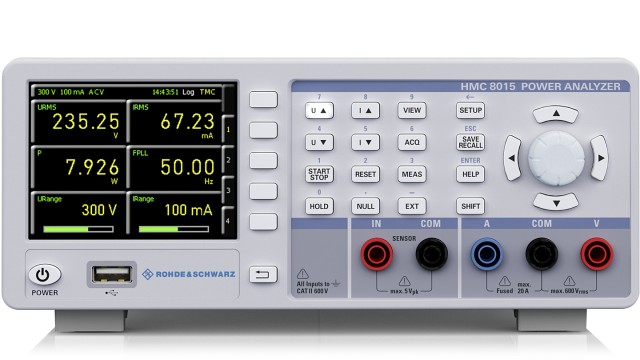 HMC 8015 POWER ANALYZER
300 V 100 mA ACV 14:43:51 Log TMC
URMS IRMS
235.25 67.23
V mA
1
P FPLL
7.926 50.00
W Hz
2
3
URange IRange
300 V 100 mA
4
7 8 9 ←
U ▲ I ▲ VIEW SETUP
4 5 6 ESC
U ▼ I ▼ ACQ SAVE RECALL
1 2 3 ENTER
START STOP RESET MEAS HELP
0 . –
HOLD NULL EXT SHIFT
IN COM A COM V
SENSOR
POWER
ROHDE&SCHWARZ
All Inputs to
CAT II 600 V
max. 5 Vpk
Fused max. 20 A max. 600 Vrms